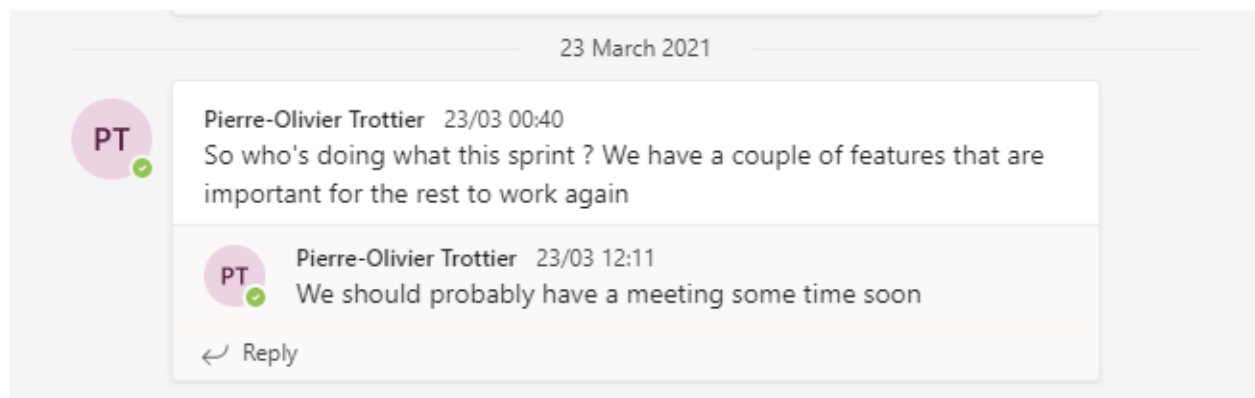 23 March 2021
PT
Pierre-Olivier Trottier 23/03 00:40
So who's doing what this sprint ? We have a couple of features that are
important for the rest to work again
PT
Pierre-Olivier Trottier 23/03 12:11
We should probably have a meeting some time soon
Reply